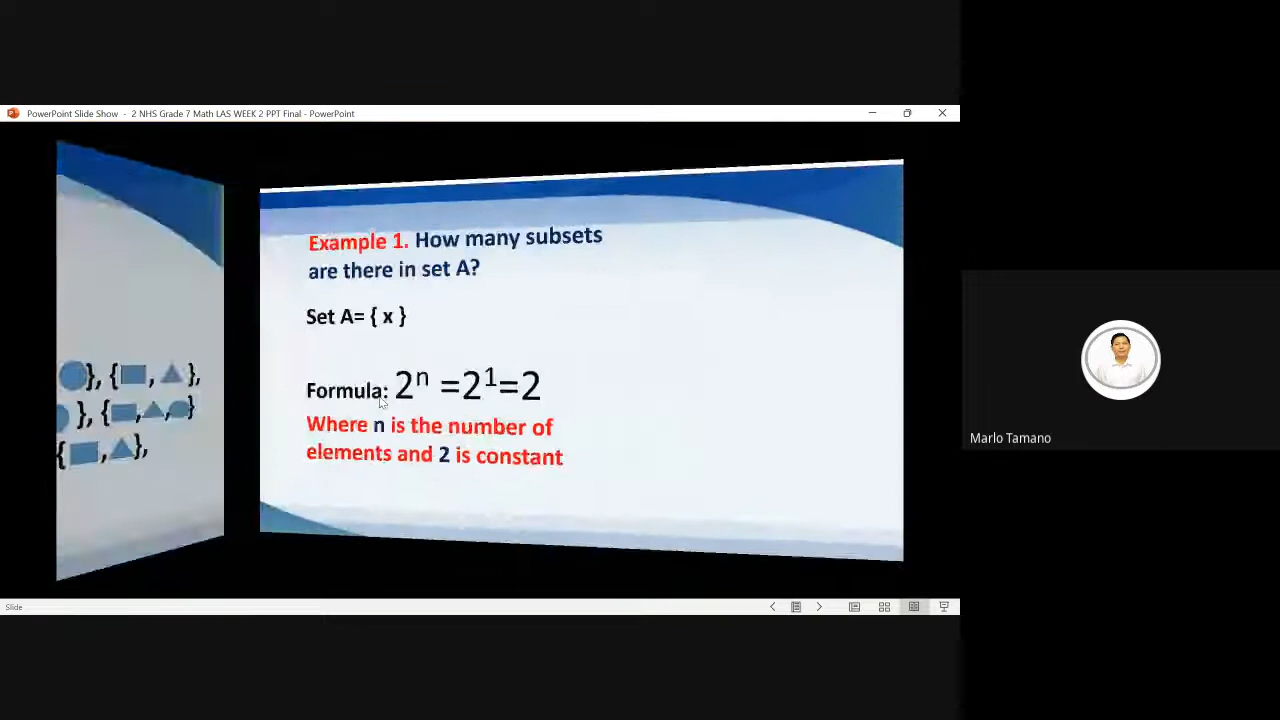 PowerPoint Slide Show - 2 NHS Grade 7 Math LAS WEEK 2 PPT Final - PowerPoint
}, { , },
}, { , , }
{ , },
Example 1. How many subsets
are there in set A?
Set A= { x }
Formula: 2ⁿ =2¹=2
Where n is the number of
elements and 2 is constant
Marlo Tamano
Slide